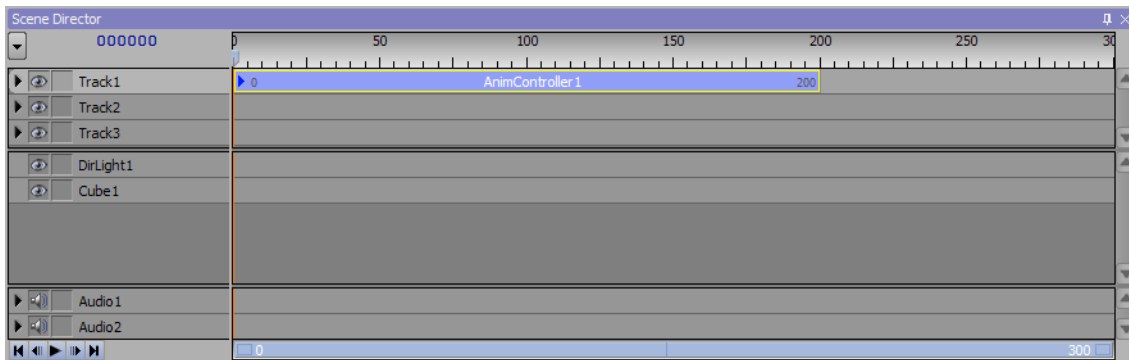 Scene Director
000000
0 50 100 150 200 250 30
Track1 0 AnimController1 200
Track2
Track3
DirLight1
Cube1
Audio1
Audio2
0 300